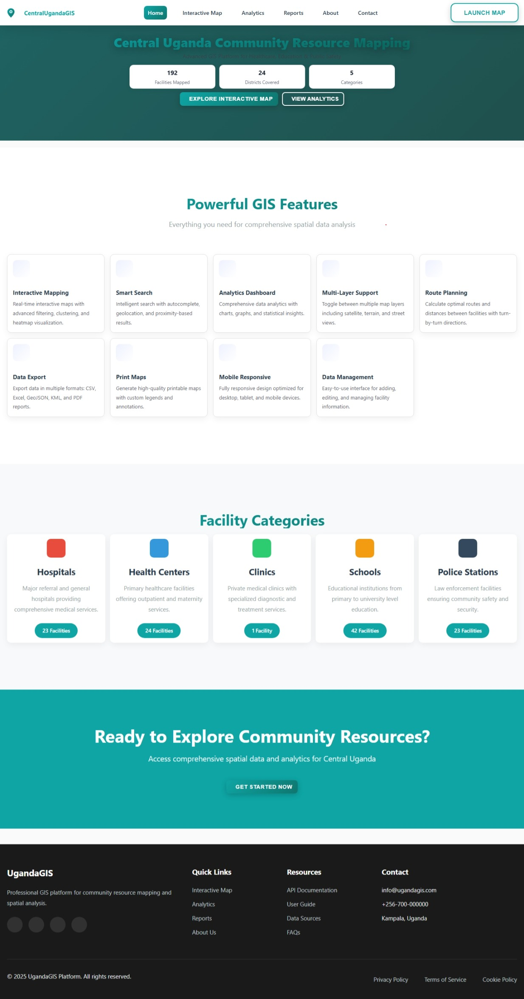 CentralUgandaGIS
Home
Interactive Map
Analytics
Reports
About
Contact
LAUNCH MAP
Central Uganda Community Resource Mapping
Advanced GIS Platform for Healthcare, Education & Public Safety
192
Facilities Mapped
24
Districts Covered
5
Categories
EXPLORE INTERACTIVE MAP
VIEW ANALYTICS
Powerful GIS Features
Everything you need for comprehensive spatial data analysis
Interactive Mapping
Real-time interactive maps with
advanced filtering, clustering, and
heatmap visualization.
Smart Search
Intelligent search with autocomplete,
geolocation, and proximity-based
results.
Analytics Dashboard
Comprehensive data analytics with
charts, graphs, and statistical insights.
Multi-Layer Support
Toggle between multiple map layers
including satellite, terrain, and street
views.
Route Planning
Calculate optimal routes and
distances between facilities with turn-
by-turn directions.
Data Export
Export data in multiple formats: CSV,
Excel, GeoJSON, KML, and PDF
reports.
Print Maps
Generate high-quality printable maps
with custom legends and
annotations.
Mobile Responsive
Fully responsive design optimized for
desktop, tablet, and mobile devices.
Data Management
Easy-to-use interface for adding,
editing, and managing facility
information.
Facility Categories
Hospitals
Major referral and general
hospitals providing
comprehensive medical services.
23 Facilities
Health Centers
Primary healthcare facilities
offering outpatient and maternity
services.
24 Facilities
Clinics
Private medical clinics with
specialized diagnostic and
treatment services.
1 Facility
Schools
Educational institutions from
primary to university level
education.
42 Facilities
Police Stations
Law enforcement facilities
ensuring community safety and
security.
23 Facilities
Ready to Explore Community Resources?
Access comprehensive spatial data and analytics for Central Uganda
GET STARTED NOW
UgandaGIS
Professional GIS platform for community resource mapping and
spatial analysis.
Quick Links
Interactive Map
Analytics
Reports
About Us
Resources
API Documentation
User Guide
Data Sources
FAQs
Contact
info@ugandagis.com
+256-700-000000
Kampala, Uganda
© 2025 UgandaGIS Platform. All rights reserved.
Privacy Policy
Terms of Service
Cookie Policy